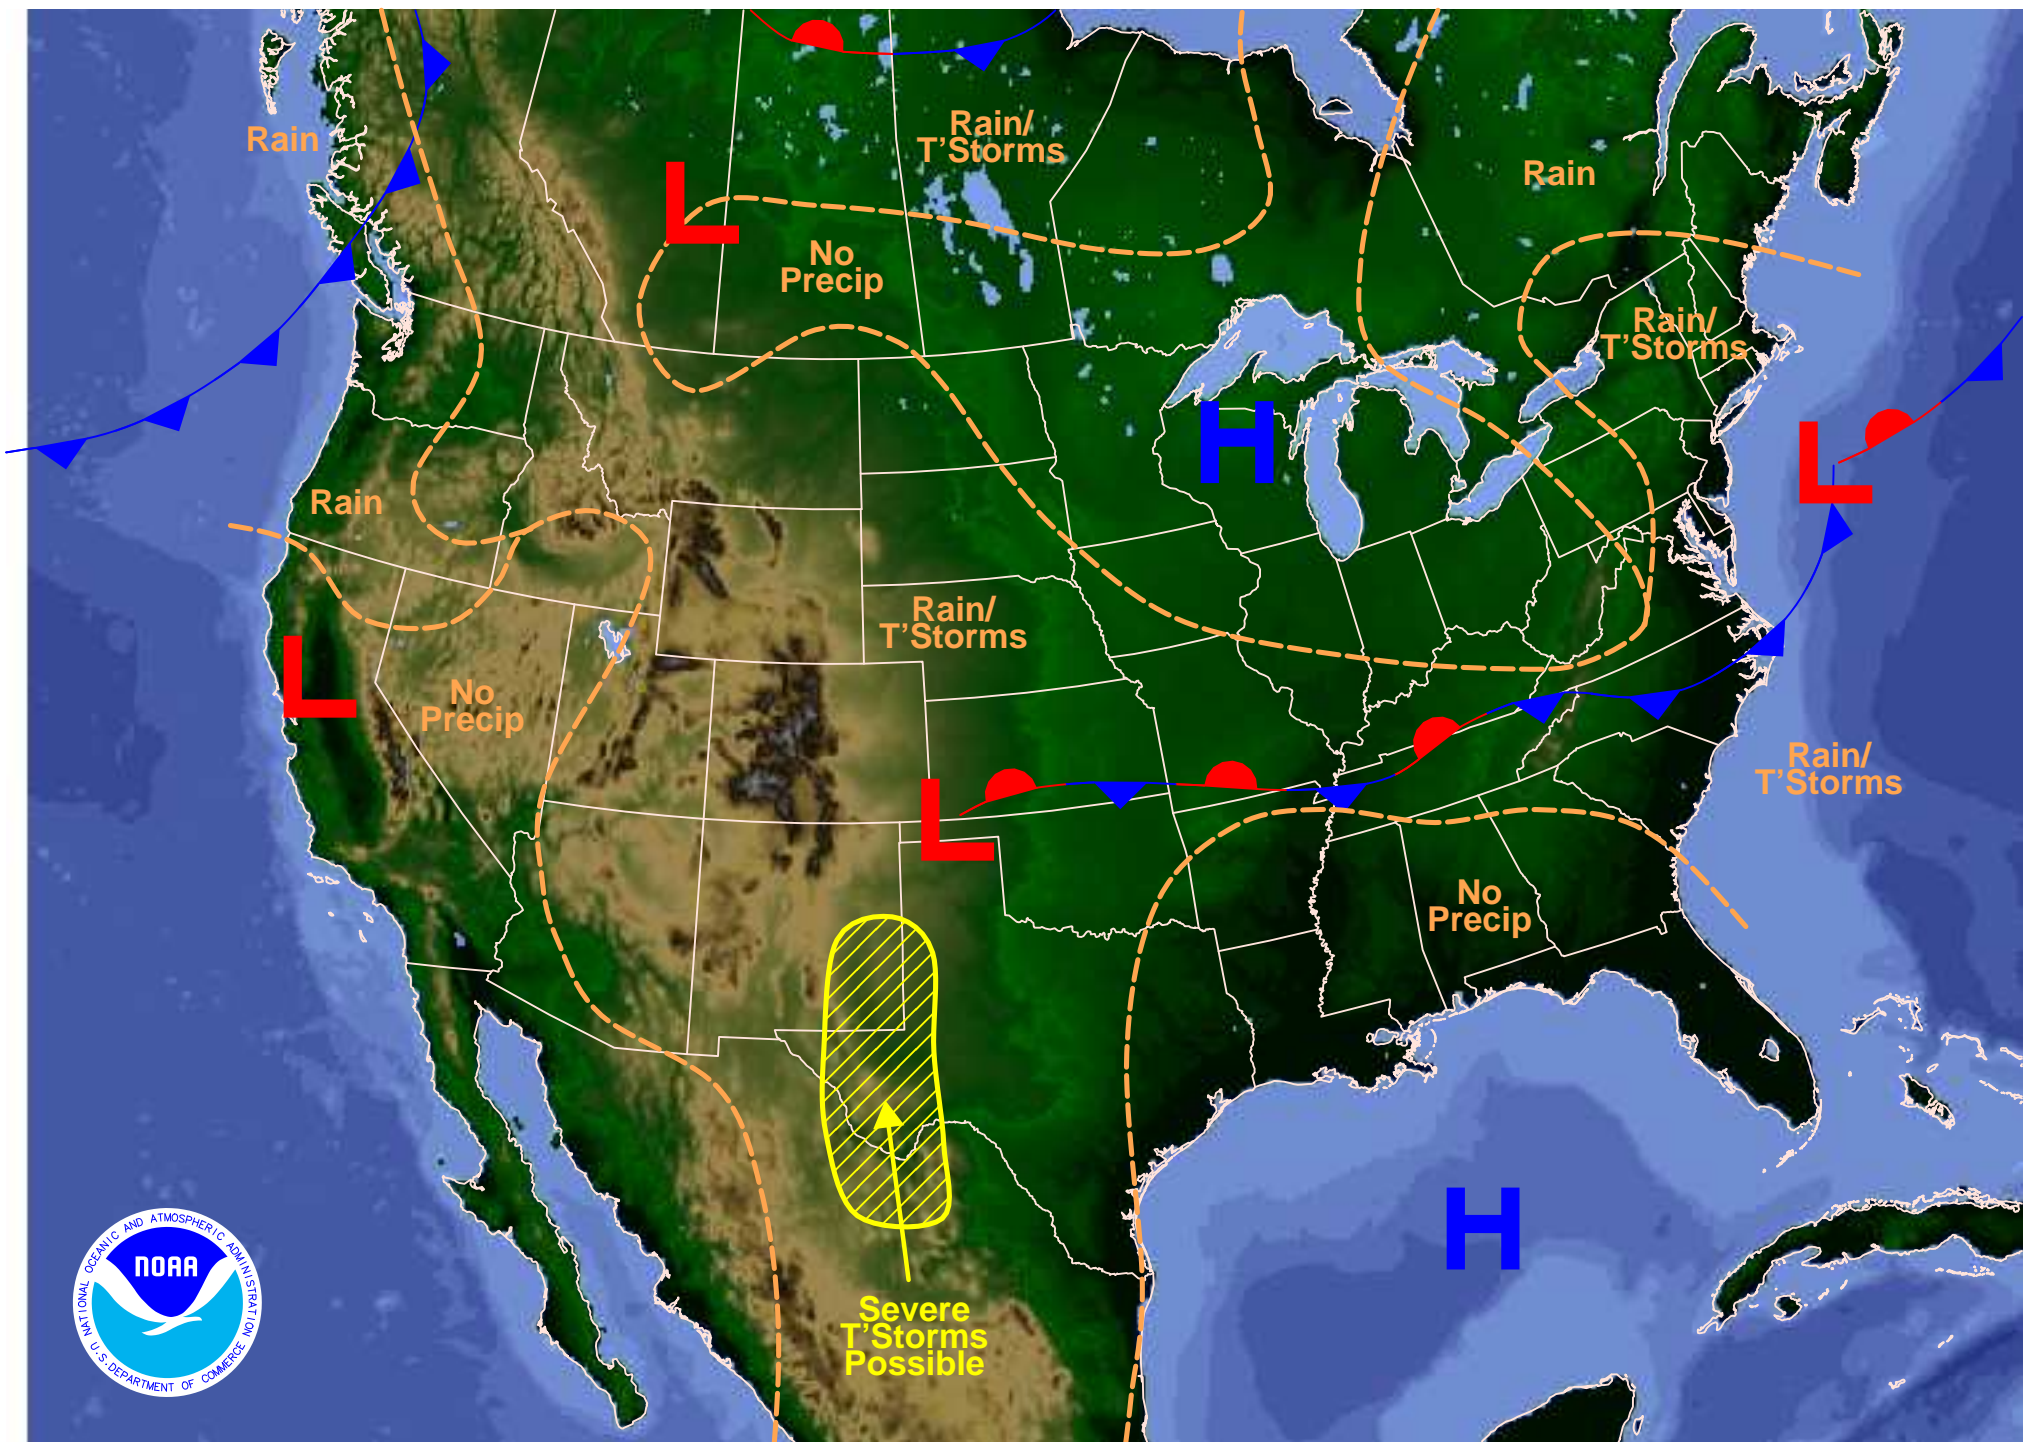 Rain
Rain/
T'Storms
Rain
No
Precip
Rain/
T'Storms
L
H
L
Rain
Rain/
T'Storms
L
No
Precip
Rain/
T'Storms
L
No
Precip
H
Severe
T'Storms
Possible
NATIONAL OCEANIC AND ATMOSPHERIC ADMINISTRATION
NOAA
U.S. DEPARTMENT OF COMMERCE